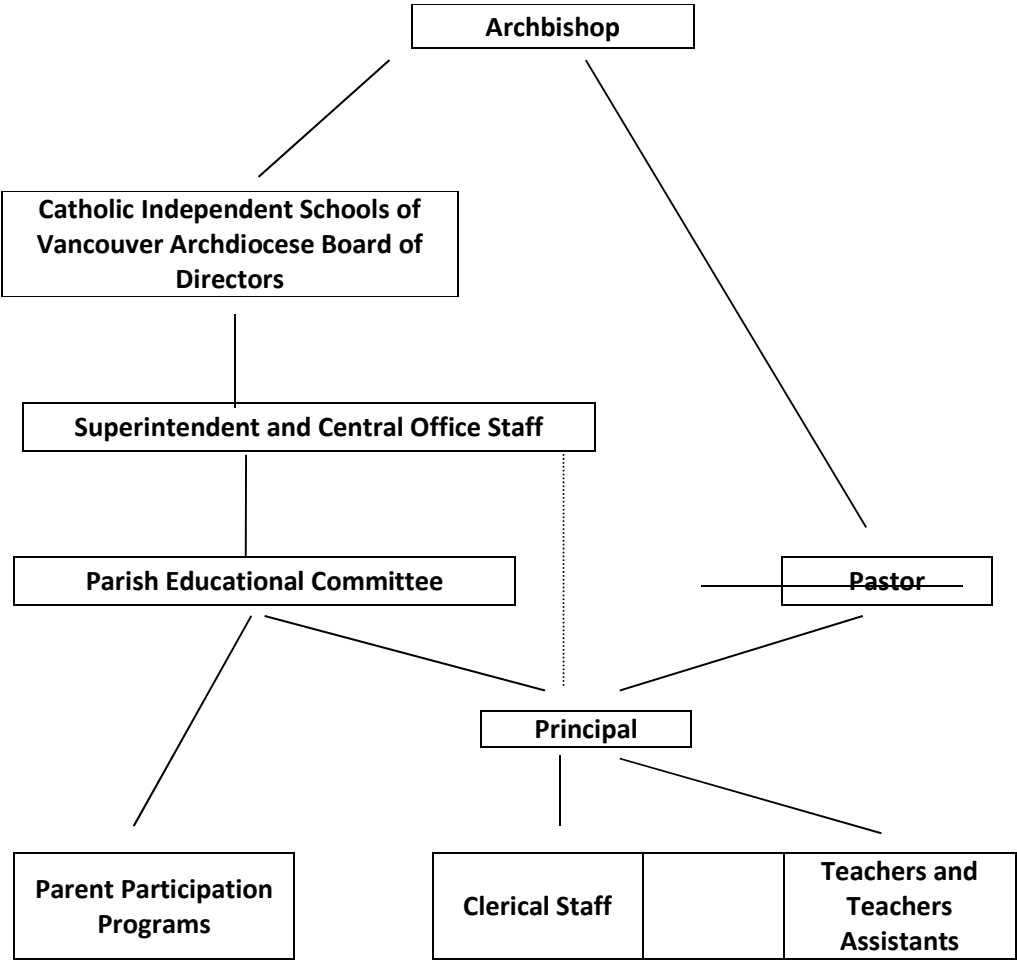 Archbishop
Catholic Independent Schools of
Vancouver Archdiocese Board of
Directors
Superintendent and Central Office Staff
Parish Educational Committee
Pastor
Principal
Parent Participation
Programs
Clerical Staff
Teachers and
Teachers
Assistants